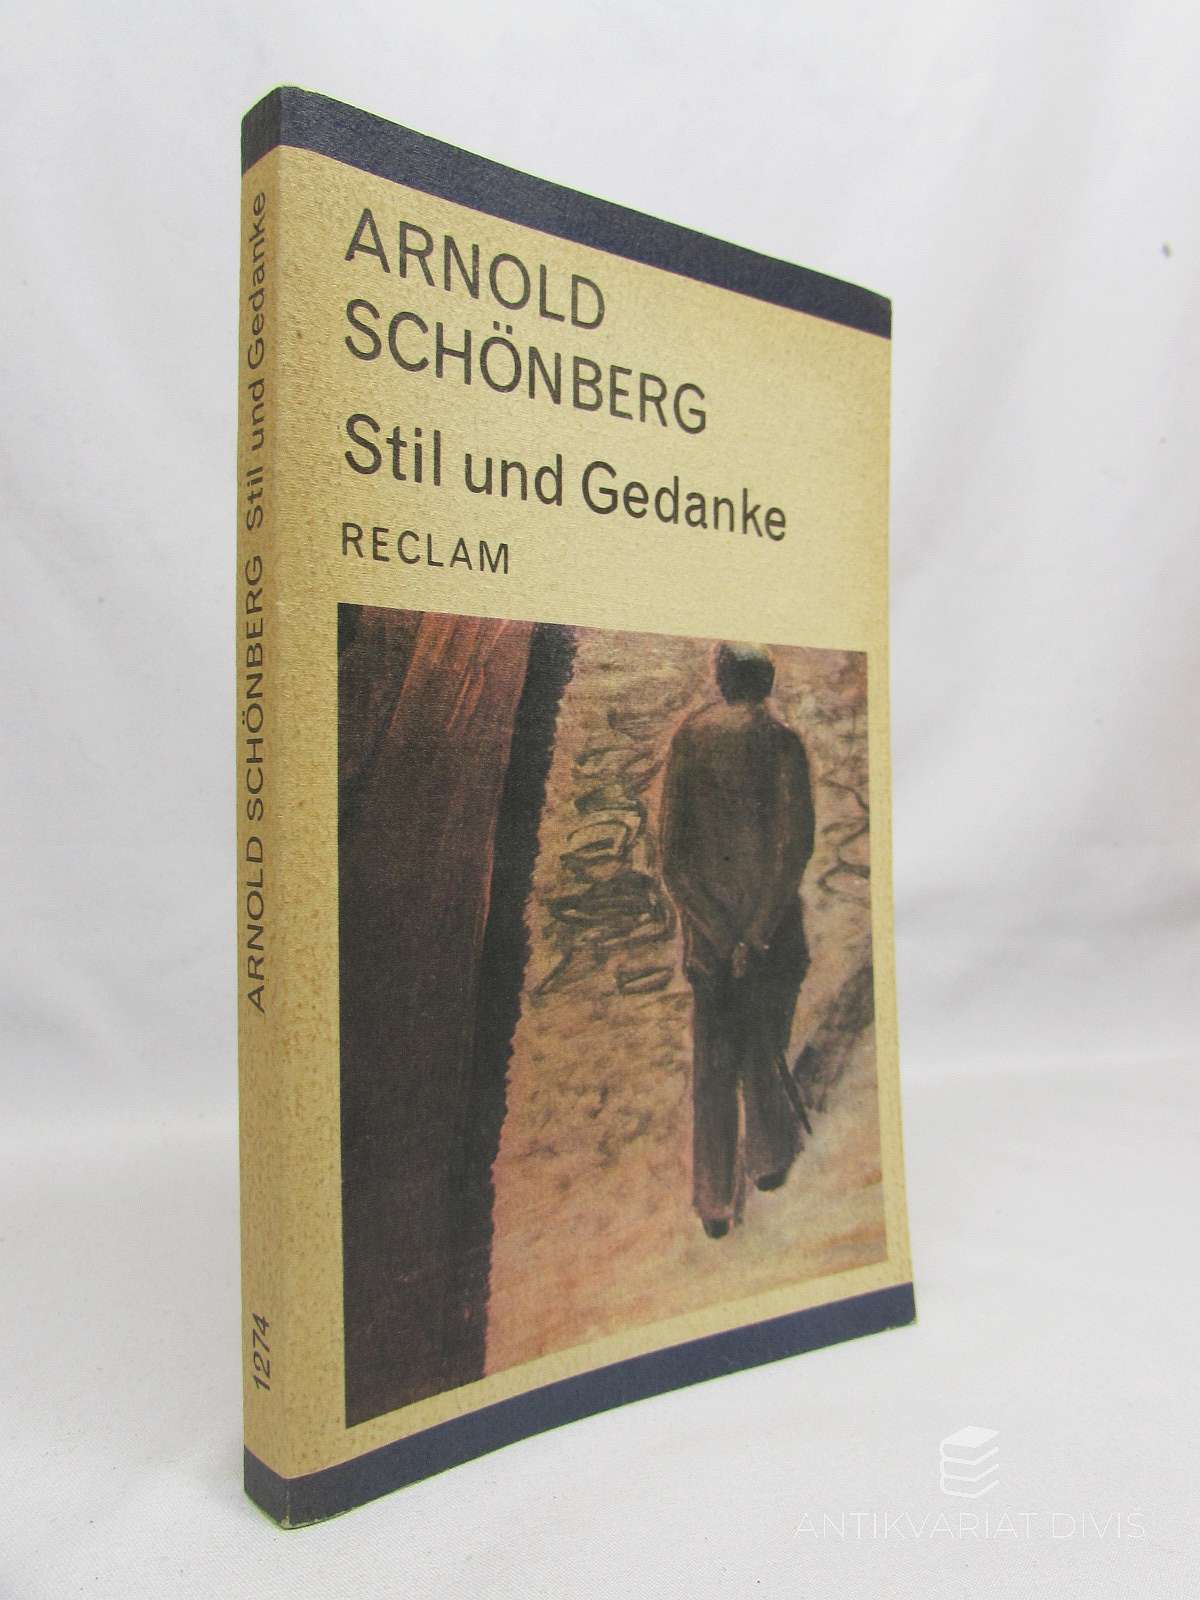 ARNOLD
SCHÖNBERG
Stil und Gedanke
RECLAM
ARNOLD SCHÖNBERG Stil und Gedanke
1274
ANTIKVARIÁT DIVIŠ